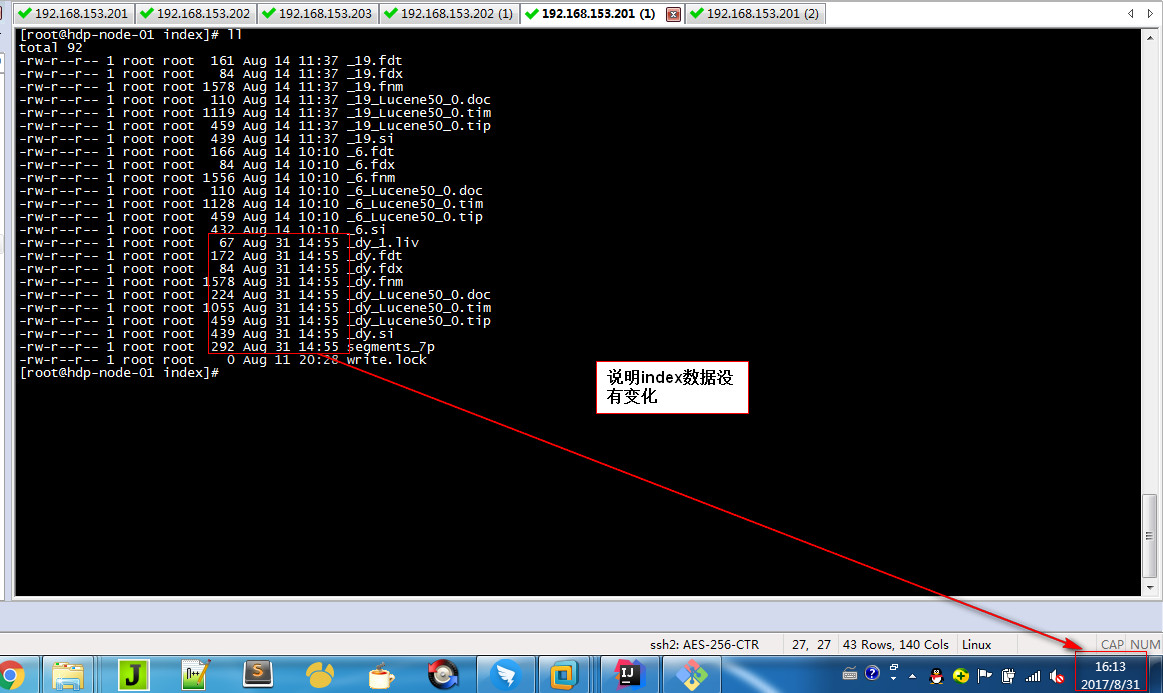 192.168.153.201 192.168.153.202 192.168.153.203 192.168.153.202 (1) 192.168.153.201 (1) 192.168.153.201 (2)
[root@hdp-node-01 index]# ll
total 92
-rw-r--r-- 1 root root  161 Aug 14 11:37 _19.fdt
-rw-r--r-- 1 root root   84 Aug 14 11:37 _19.fdx
-rw-r--r-- 1 root root 1578 Aug 14 11:37 _19.fnm
-rw-r--r-- 1 root root  110 Aug 14 11:37 _19_Lucene50_0.doc
-rw-r--r-- 1 root root 1119 Aug 14 11:37 _19_Lucene50_0.tim
-rw-r--r-- 1 root root  459 Aug 14 11:37 _19_Lucene50_0.tip
-rw-r--r-- 1 root root  439 Aug 14 11:37 _19.si
-rw-r--r-- 1 root root  166 Aug 14 10:10 _6.fdt
-rw-r--r-- 1 root root   84 Aug 14 10:10 _6.fdx
-rw-r--r-- 1 root root 1556 Aug 14 10:10 _6.fnm
-rw-r--r-- 1 root root  110 Aug 14 10:10 _6_Lucene50_0.doc
-rw-r--r-- 1 root root 1128 Aug 14 10:10 _6_Lucene50_0.tim
-rw-r--r-- 1 root root  459 Aug 14 10:10 _6_Lucene50_0.tip
-rw-r--r-- 1 root root  432 Aug 14 10:10 _6.si
-rw-r--r-- 1 root root   67 Aug 31 14:55 _dy_1.liv
-rw-r--r-- 1 root root  172 Aug 31 14:55 _dy.fdt
-rw-r--r-- 1 root root   84 Aug 31 14:55 _dy.fdx
-rw-r--r-- 1 root root 1578 Aug 31 14:55 _dy.fnm
-rw-r--r-- 1 root root  224 Aug 31 14:55 _dy_Lucene50_0.doc
-rw-r--r-- 1 root root 1055 Aug 31 14:55 _dy_Lucene50_0.tim
-rw-r--r-- 1 root root  459 Aug 31 14:55 _dy_Lucene50_0.tip
-rw-r--r-- 1 root root  439 Aug 31 14:55 _dy.si
-rw-r--r-- 1 root root  292 Aug 31 14:55 segments_7p
-rw-r--r-- 1 root root    0 Aug 11 20:28 write.lock
[root@hdp-node-01 index]#
说明index数据没
有变化
ssh2: AES-256-CTR 27, 27 43 Rows, 140 Cols Linux CAP NUM
16:13
2017/8/31